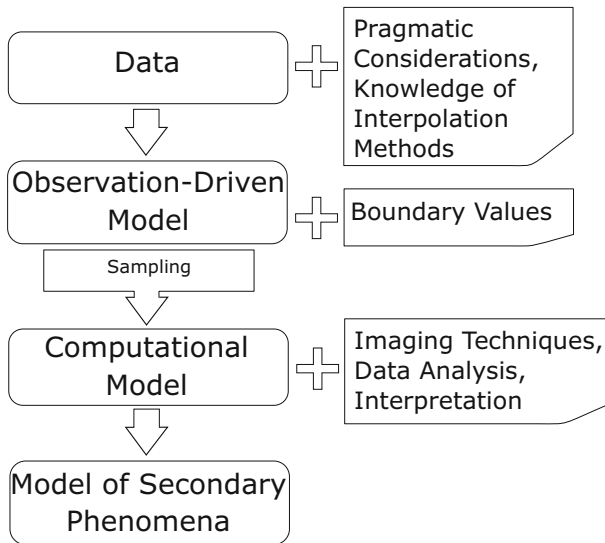 Data
Pragmatic
Considerations,
Knowledge of
Interpolation
Methods
Observation-Driven
Model
Boundary Values
Sampling
Computational
Model
Imaging Techniques,
Data Analysis,
Interpretation
Model of Secondary
Phenomena